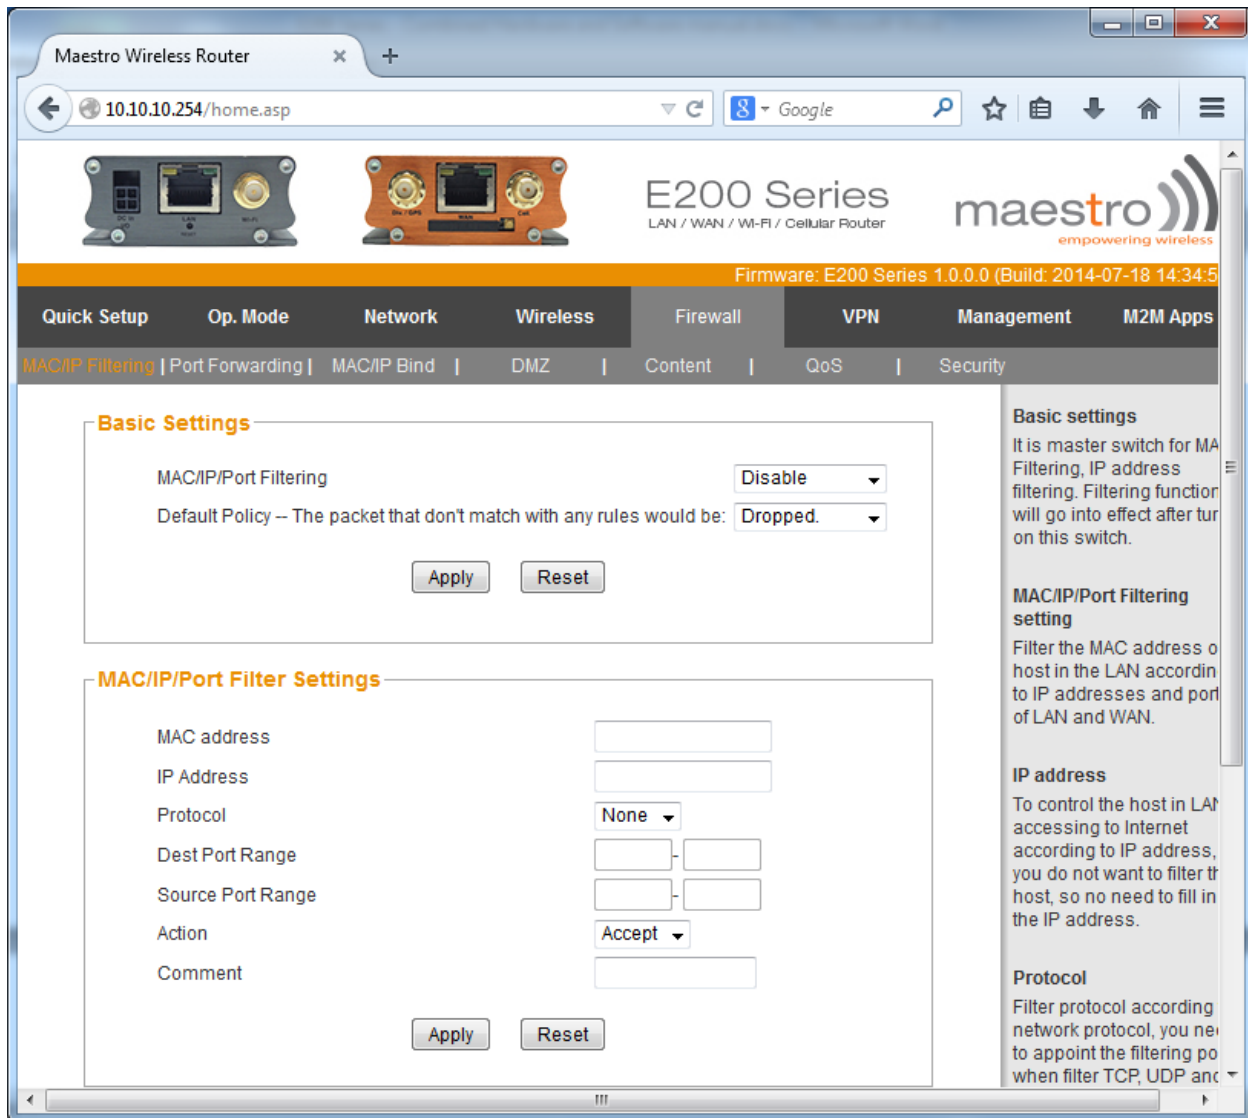 Maestro Wireless Router
10.10.10.254/home.asp
Google
E200 Series
LAN / WAN / Wi-Fi / Cellular Router
maestro
empowering wireless
Firmware: E200 Series 1.0.0.0 (Build: 2014-07-18 14:34:5
Quick Setup Op. Mode Network Wireless Firewall VPN Management M2M Apps
MAC/IP Filtering | Port Forwarding | MAC/IP Bind | DMZ | Content | QoS | Security
Basic Settings
MAC/IP/Port Filtering Disable
Default Policy -- The packet that don't match with any rules would be: Dropped.
Apply Reset
MAC/IP/Port Filter Settings
MAC address
IP Address
Protocol None
Dest Port Range -
Source Port Range -
Action Accept
Comment
Apply Reset
Basic settings
It is master switch for MA
Filtering, IP address
filtering. Filtering function
will go into effect after tur
on this switch.
MAC/IP/Port Filtering
setting
Filter the MAC address o
host in the LAN accordin
to IP addresses and port
of LAN and WAN.
IP address
To control the host in LAN
accessing to Internet
according to IP address,
you do not want to filter th
host, so no need to fill in
the IP address.
Protocol
Filter protocol according
network protocol, you nee
to appoint the filtering po
when filter TCP, UDP and